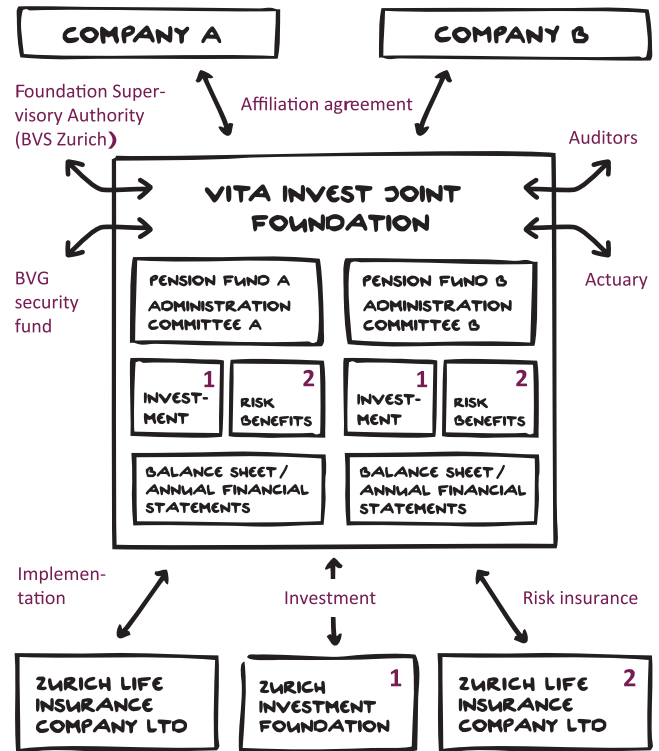 COMPANY A
COMPANY B
Foundation Super-
visory Authority
(BVS Zurich)
Affiliation agreement
Auditors
VITA INVEST JOINT
FOUNDATION
BVG
security
fund
Actuary
PENSION FUND A
ADMINISTRATION
COMMITTEE A
PENSION FUND B
ADMINISTRATION
COMMITTEE B
1
INVEST-
MENT
2
RISK
BENEFITS
1
INVEST-
MENT
2
RISK
BENEFITS
BALANCE SHEET/
ANNUAL FINANCIAL
STATEMENTS
BALANCE SHEET/
ANNUAL FINANCIAL
STATEMENTS
Implemen-
tation
Investment
Risk insurance
ZURICH LIFE
INSURANCE
COMPANY LTD
1
ZURICH
INVESTMENT
FOUNDATION
2
ZURICH LIFE
INSURANCE
COMPANY LTD